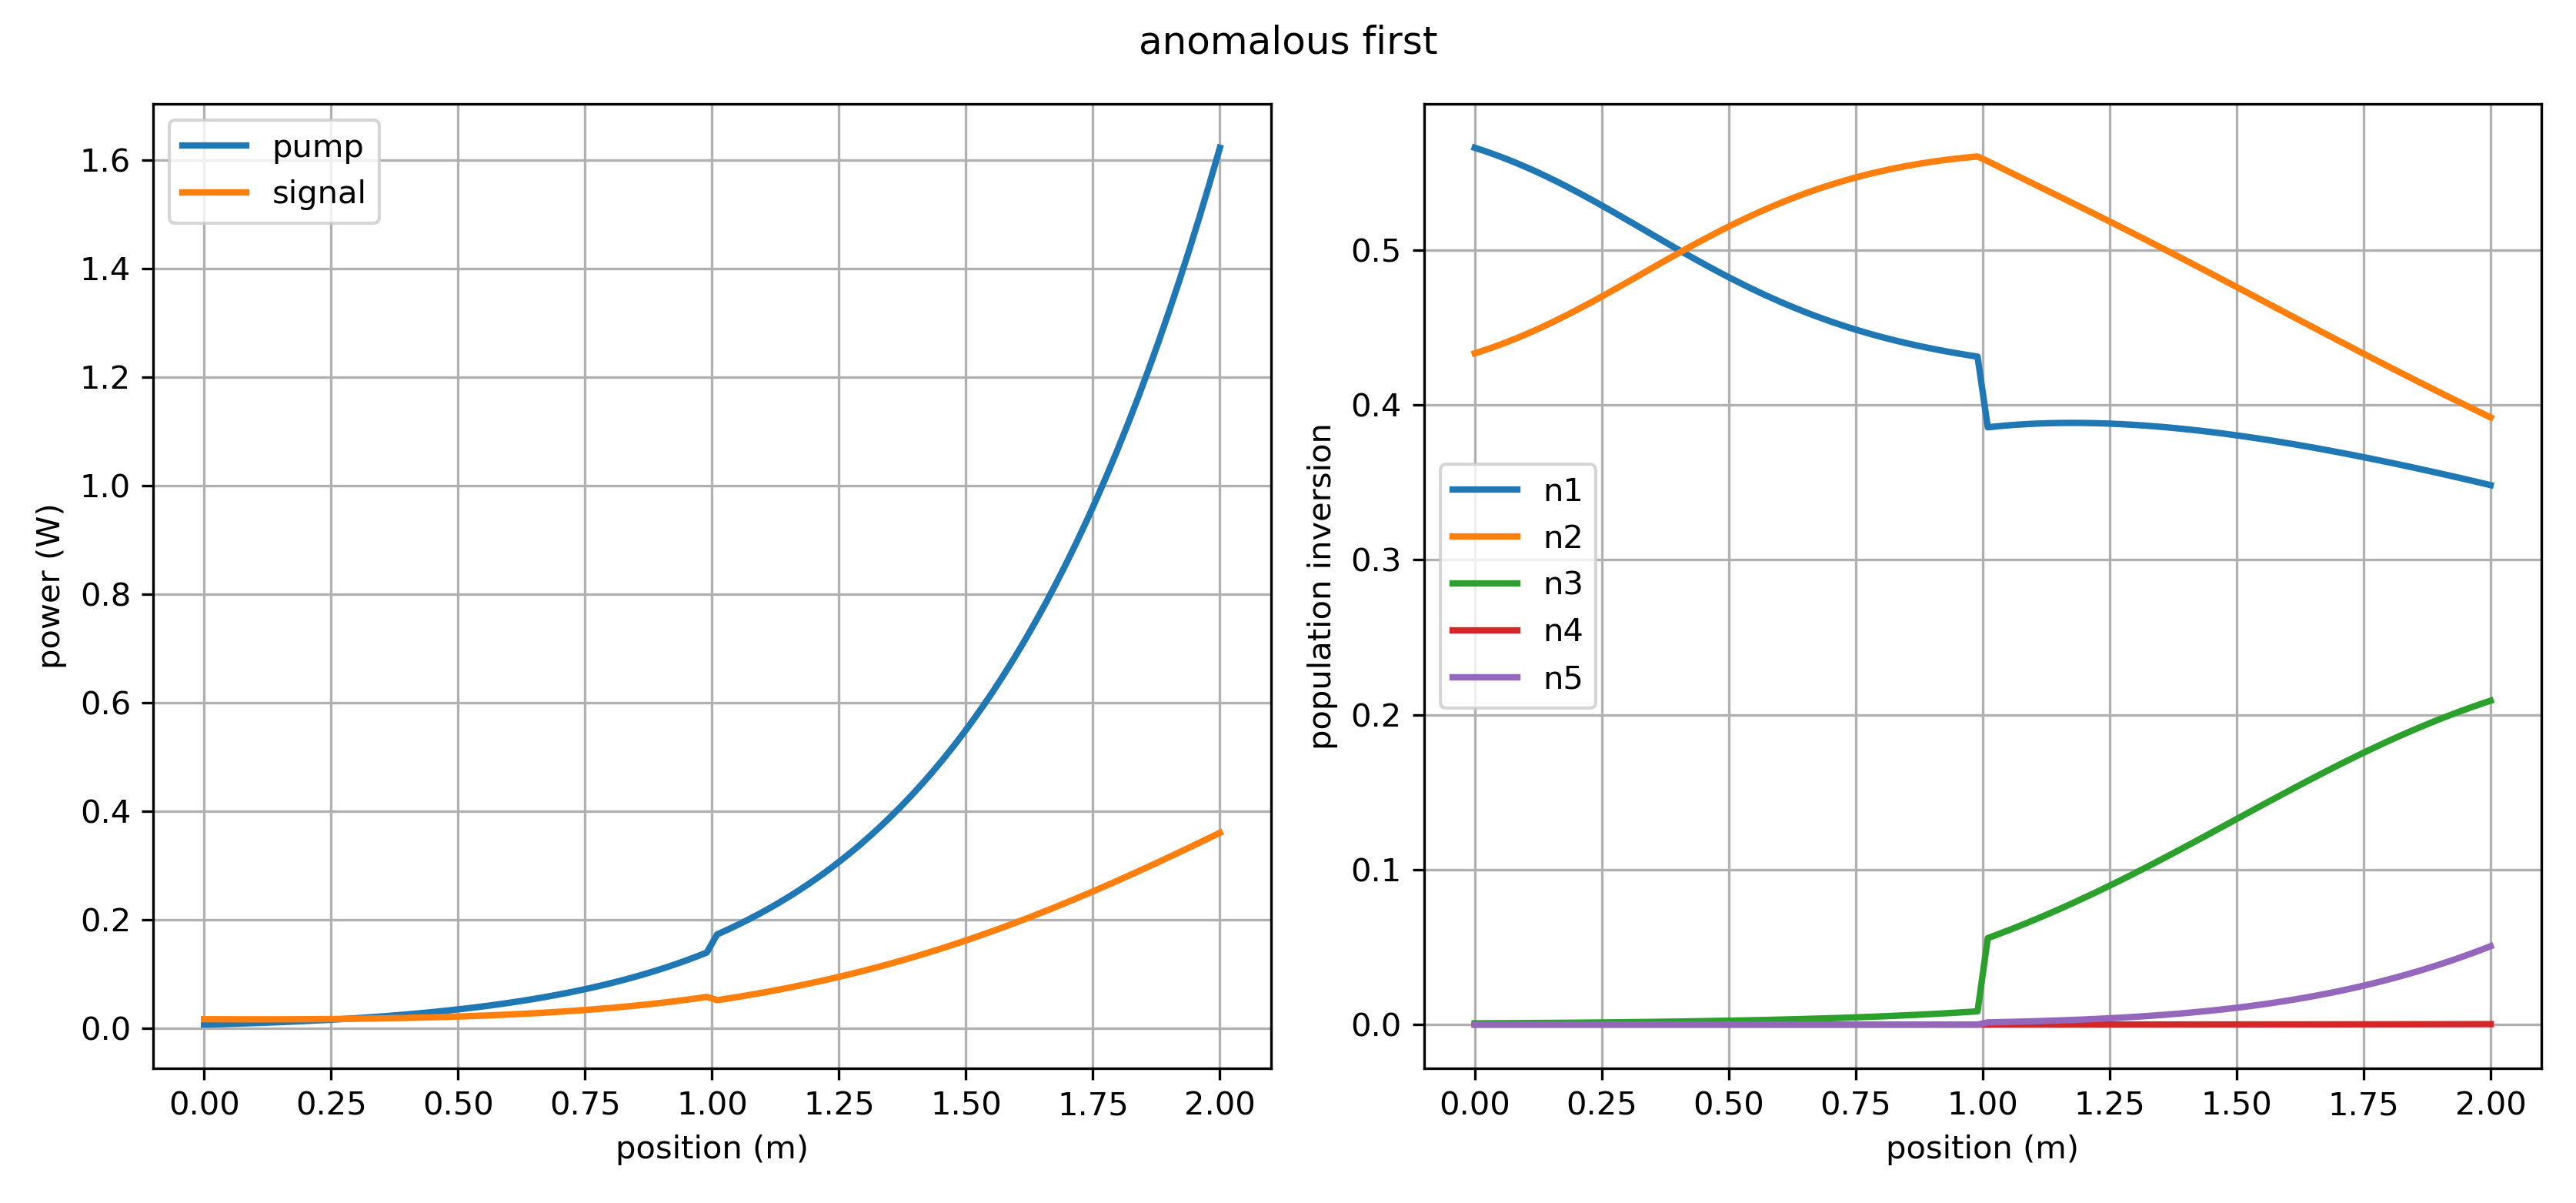 anomalous first
pump
signal
power (W)
1.6
1.4
1.2
1.0
0.8
0.6
0.4
0.2
0.0
0.00 0.25 0.50 0.75 1.00 1.25 1.50 1.75 2.00
position (m)
population inversion
0.5
0.4
0.3
0.2
0.1
0.0
n1
n2
n3
n4
n5
0.00 0.25 0.50 0.75 1.00 1.25 1.50 1.75 2.00
position (m)